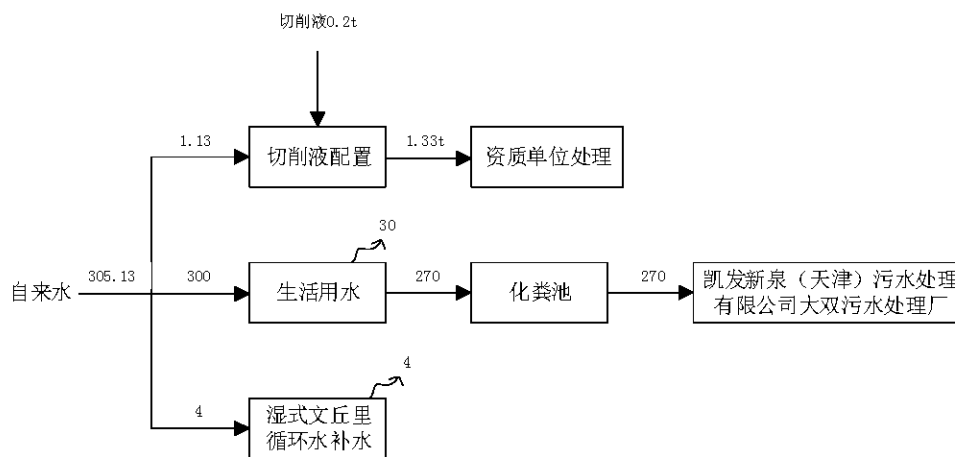 切削液0.2t
1.13
切削液配置
1.33t
资质单位处理
30
自来水
305.13
300
生活用水
270
化粪池
270
凯发新泉（天津）污水处理
有限公司大双污水处理厂
4
4
湿式文丘里
循环水补水